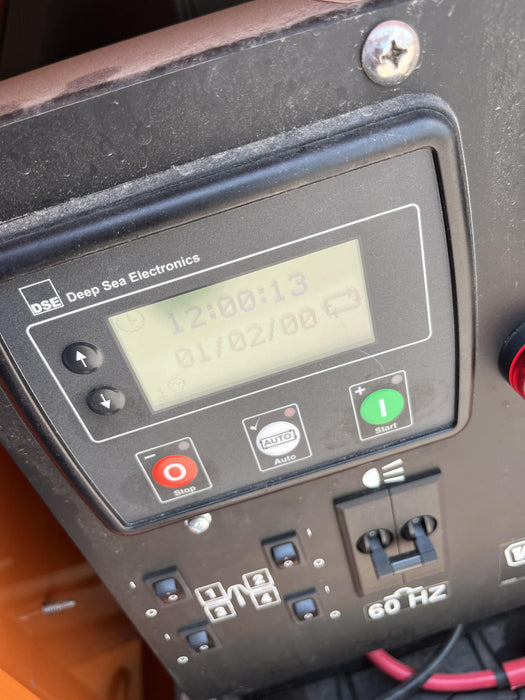 DSE Deep Sea Electronics
12:00:13
01/02/00
1
− + 
Stop
AUTO
Auto
Start
1 2
3 4
60 HZ